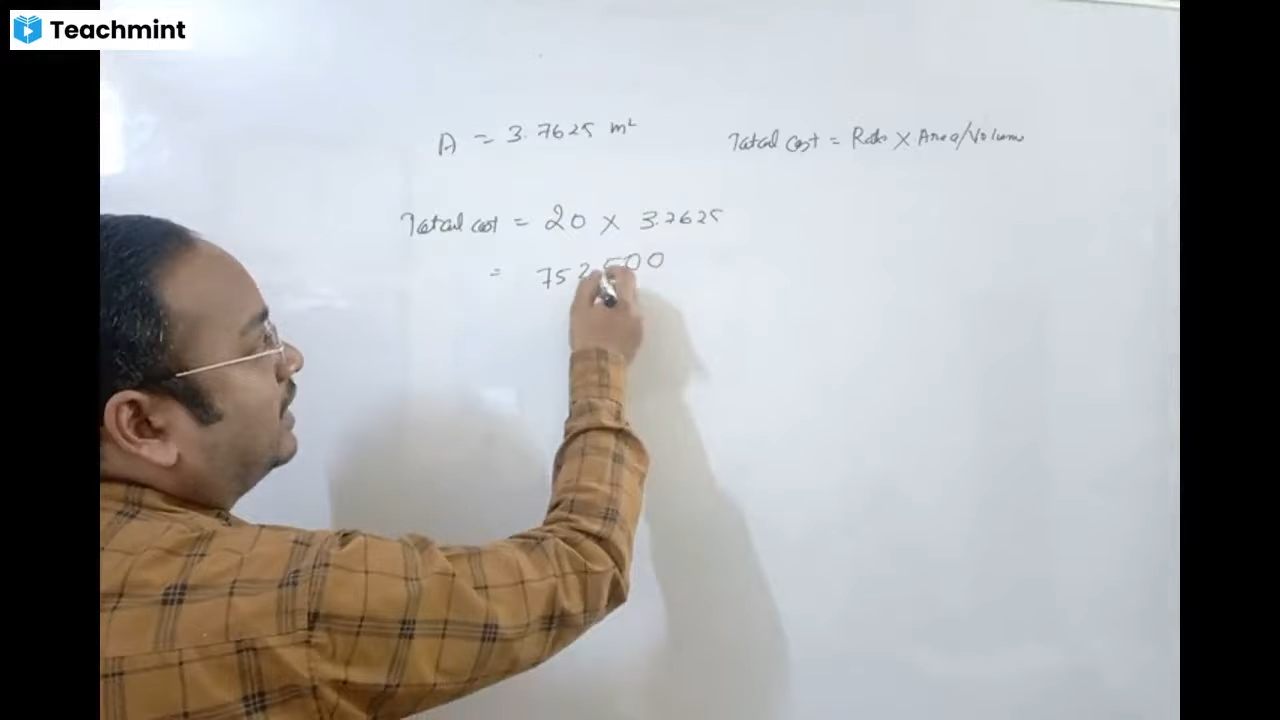 Teachmint
A = 3.7625 m²
Total cost = Rate × Area/Volume
Total cost = 20 × 3.7625
= 752500